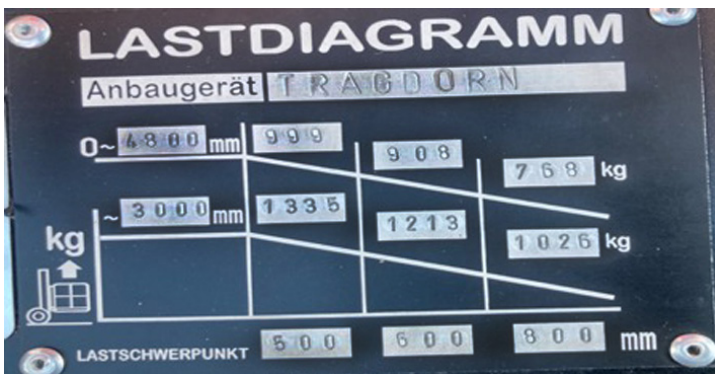 LASTDIAGRAMM
Anbaugerät TRAGDORN
0~ 4800 mm 999 908 768 kg
~ 3000 mm 1335 1213 1026 kg
kg
LASTSCHWERPUNKT 500 600 800 mm